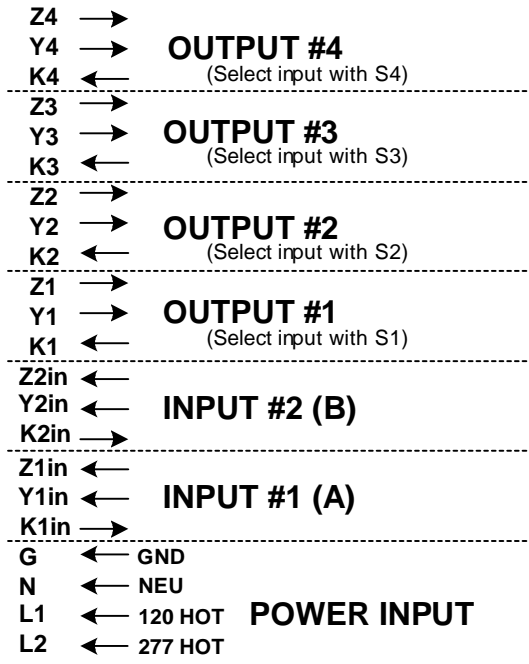 Z4
Y4 OUTPUT #4
K4 (Select input with S4)
Z3
Y3 OUTPUT #3
K3 (Select input with S3)
Z2
Y2 OUTPUT #2
K2 (Select input with S2)
Z1
Y1 OUTPUT #1
K1 (Select input with S1)
Z2in
Y2in INPUT #2 (B)
K2in
Z1in
Y1in INPUT #1 (A)
K1in
G GND
N NEU
L1 120 HOT POWER INPUT
L2 277 HOT